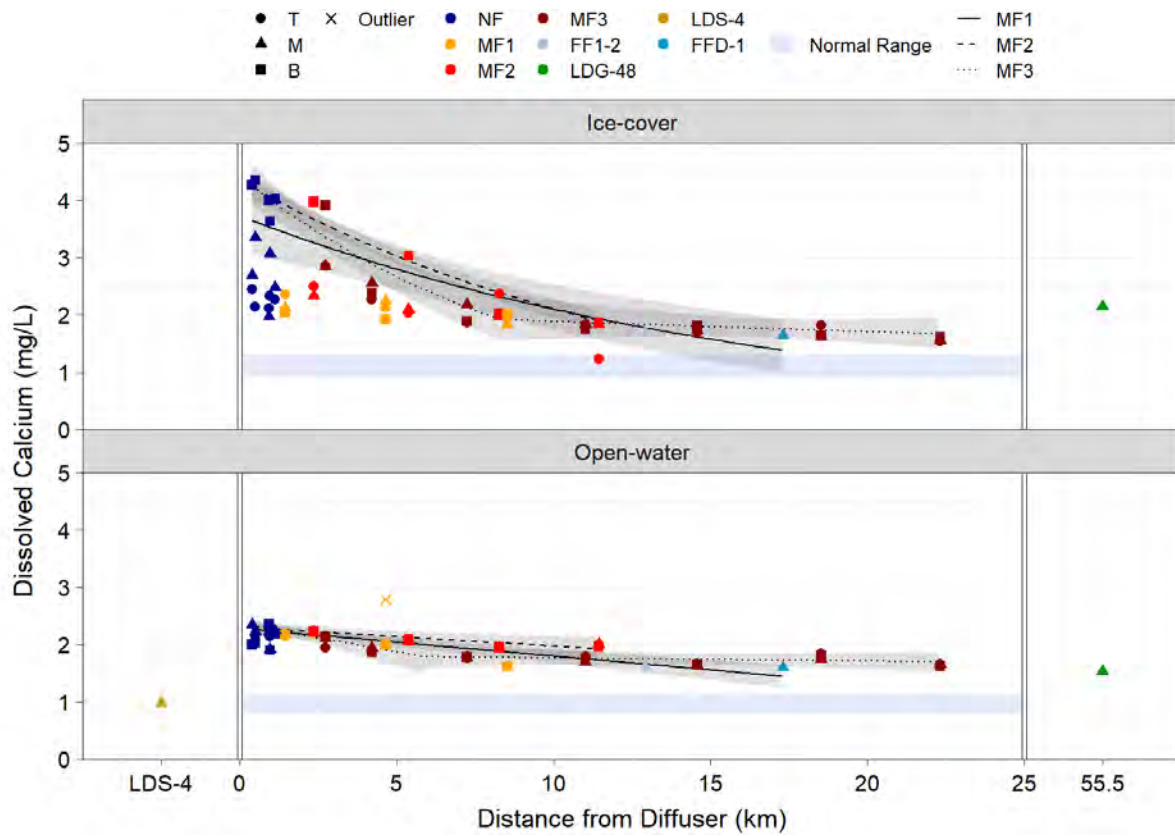 T × Outlier NF MF3 LDS-4 MF1
M MF1 FF1-2 FFD-1 Normal Range MF2
B MF2 LDG-48 MF3
Ice-cover
5
4
3
2
1
0
Open-water
5
4
3
2
1
0
Dissolved Calcium (mg/L)
LDS-4 0 5 10 15 20 25 55.5
Distance from Diffuser (km)